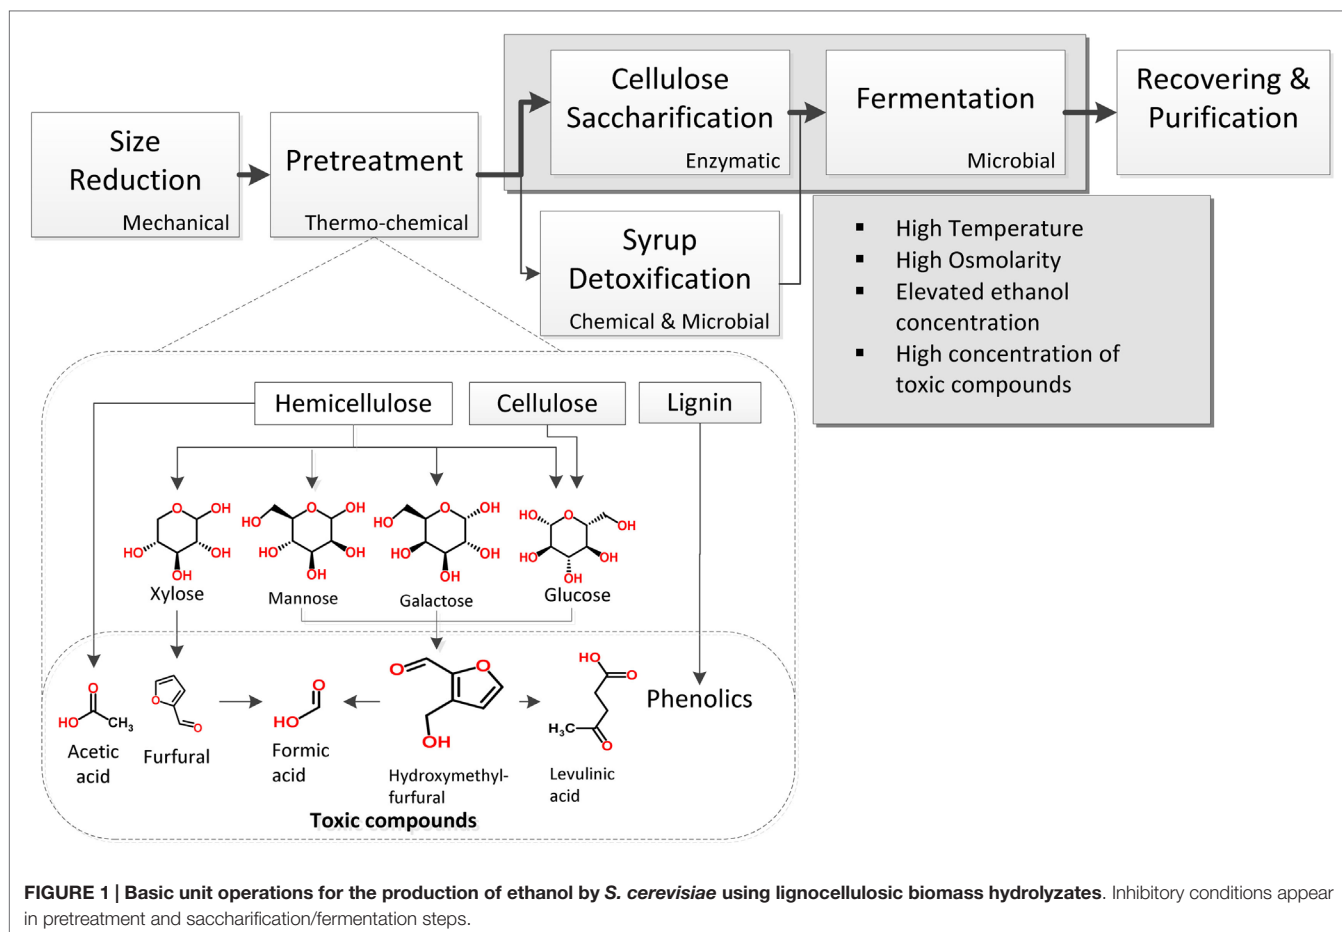 Size
Reduction
Mechanical
Pretreatment
Thermo-chemical
Cellulose
Saccharification
Enzymatic
Fermentation
Microbial
Recovering &
Purification
Syrup
Detoxification
Chemical & Microbial
▪ High Temperature
▪ High Osmolarity
▪ Elevated ethanol
concentration
▪ High concentration of
toxic compounds
Hemicellulose
Cellulose
Lignin
O
OH
HO
OH
OH
Xylose
HO
O
OH
HO
OH
OH
Mannose
HO
O
OH
HO
OH
OH
Galactose
HO
O
OH
HO
OH
OH
Glucose
O
HO
CH3
Acetic
acid
O
O
Furfural
O
HO
Formic
acid
O
O
OH
Hydroxymethyl-
furfural
HO
O
H3C
O
Levulinic
acid
Phenolics
Toxic compounds
FIGURE 1 | Basic unit operations for the production of ethanol by S. cerevisiae using lignocellulosic biomass hydrolyzates. Inhibitory conditions appear
in pretreatment and saccharification/fermentation steps.